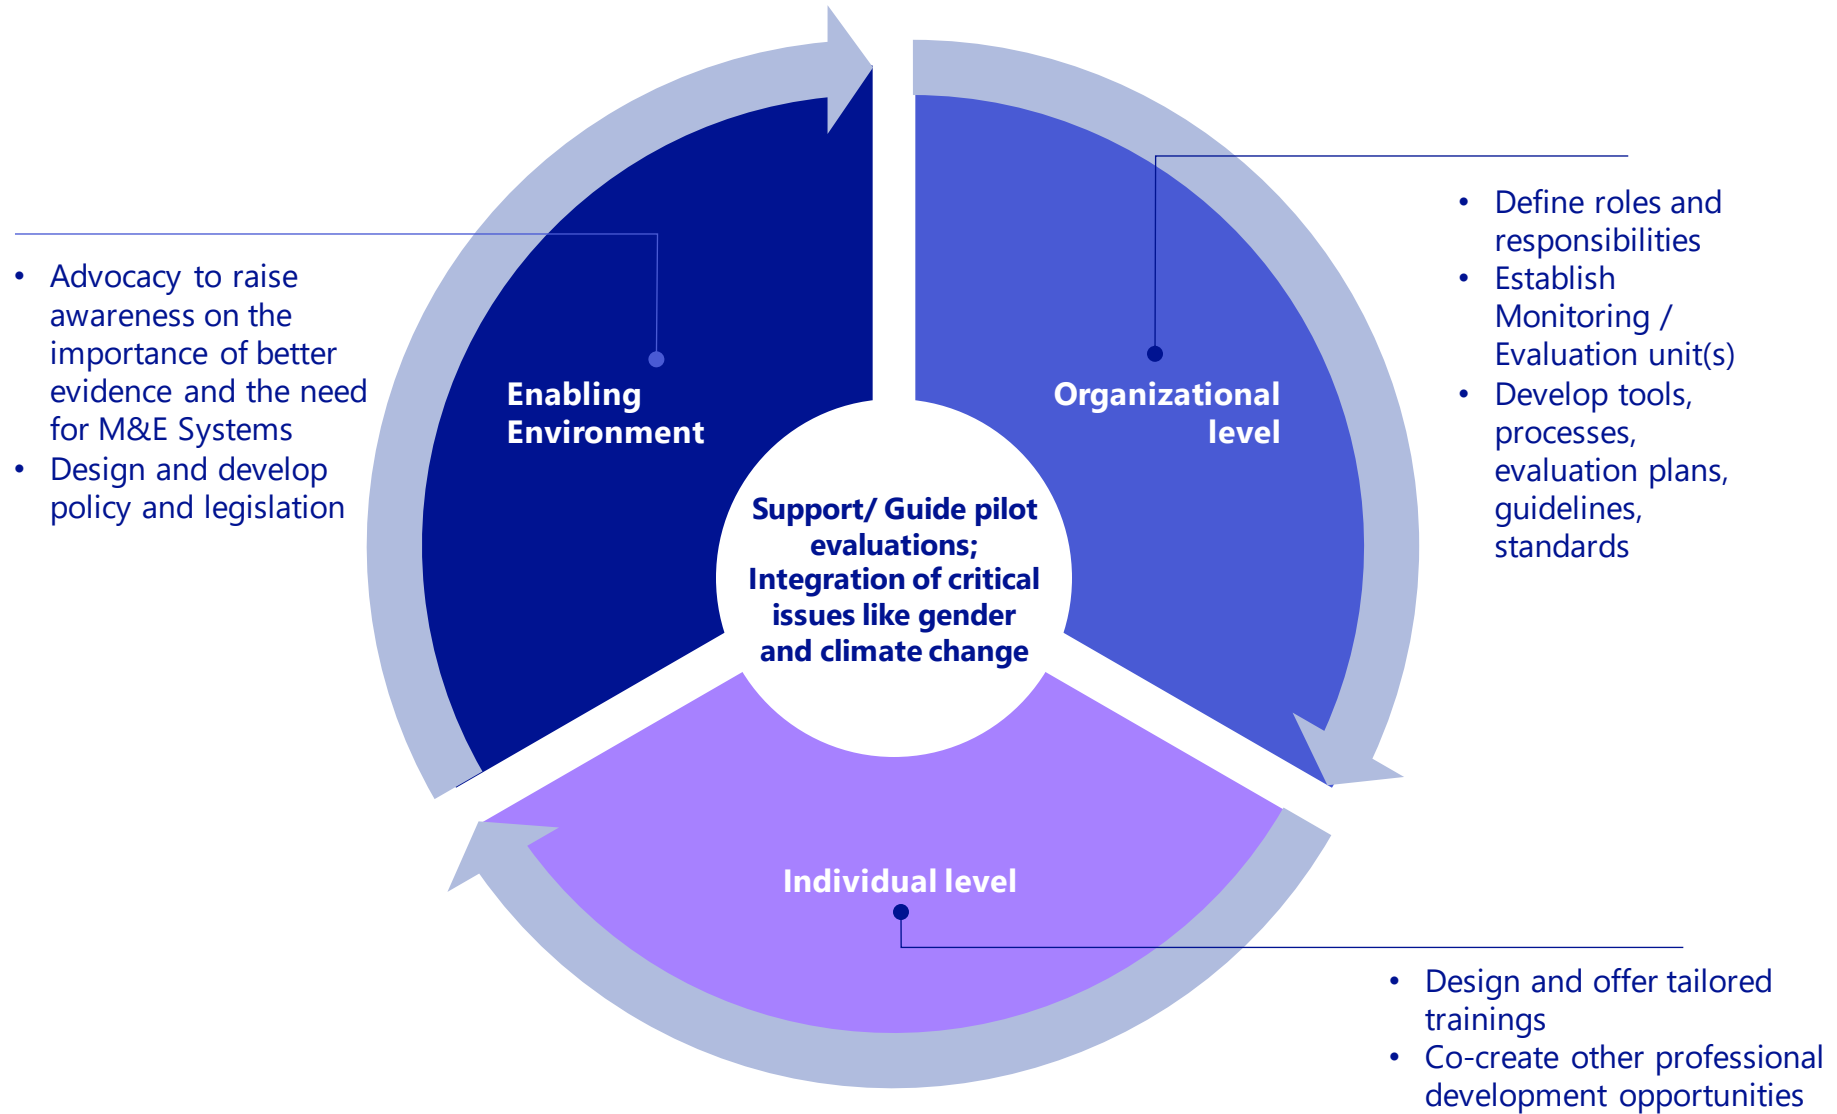 • Advocacy to raise
awareness on the
importance of better
evidence and the need
for M&E Systems
• Design and develop
policy and legislation
Enabling
Environment
Organizational
level
• Define roles and
responsibilities
• Establish
Monitoring /
Evaluation unit(s)
• Develop tools,
processes,
evaluation plans,
guidelines,
standards
Support/ Guide pilot
evaluations;
Integration of critical
issues like gender
and climate change
Individual level
• Design and offer tailored
trainings
• Co-create other professional
development opportunities